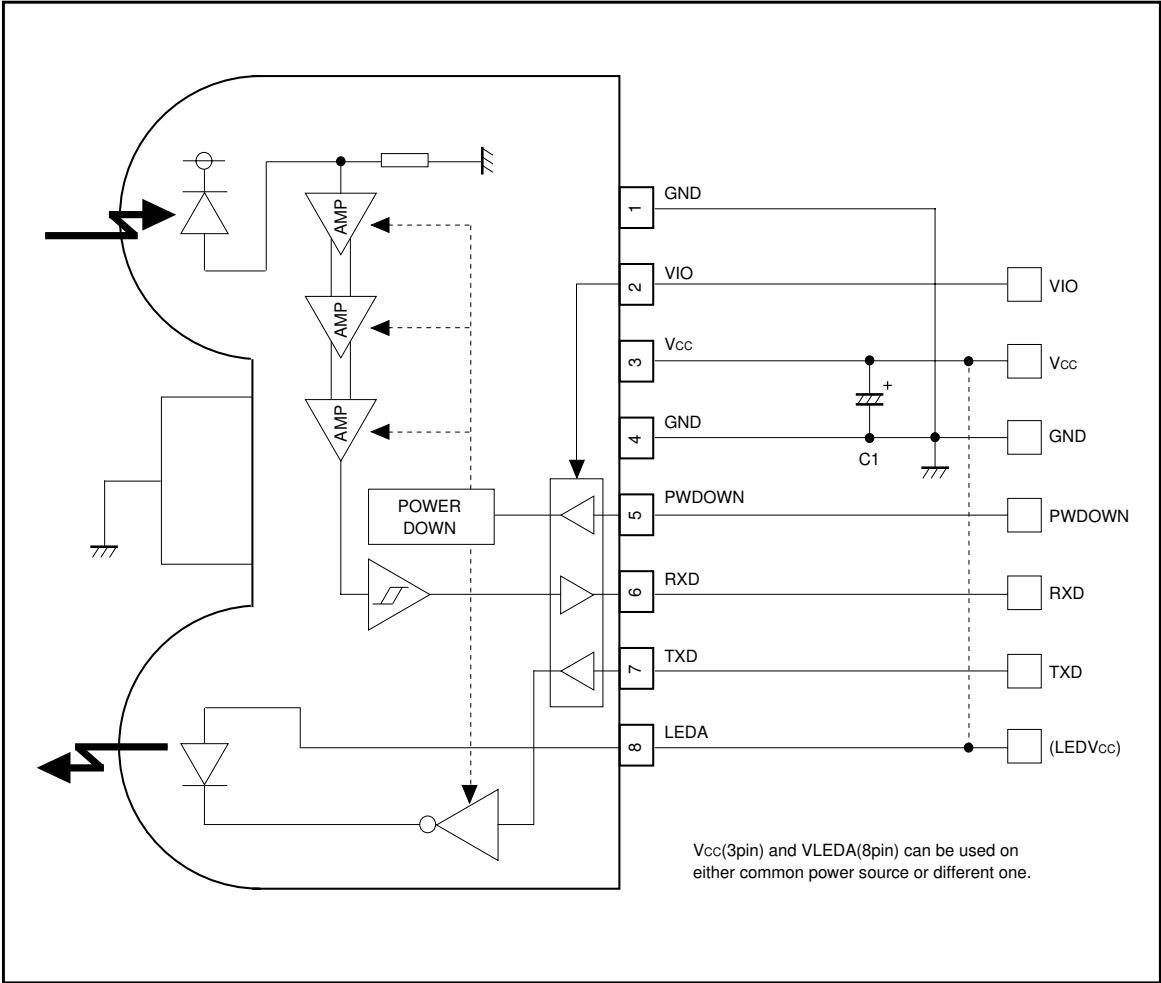 AMP
AMP
AMP
POWER
DOWN
1 GND
2 VIO VIO
3 Vcc Vcc
+
4 GND GND
C1
5 PWDOWN PWDOWN
6 RXD RXD
7 TXD TXD
8 LEDA (LEDVcc)
Vcc(3pin) and VLEDA(8pin) can be used on
either common power source or different one.